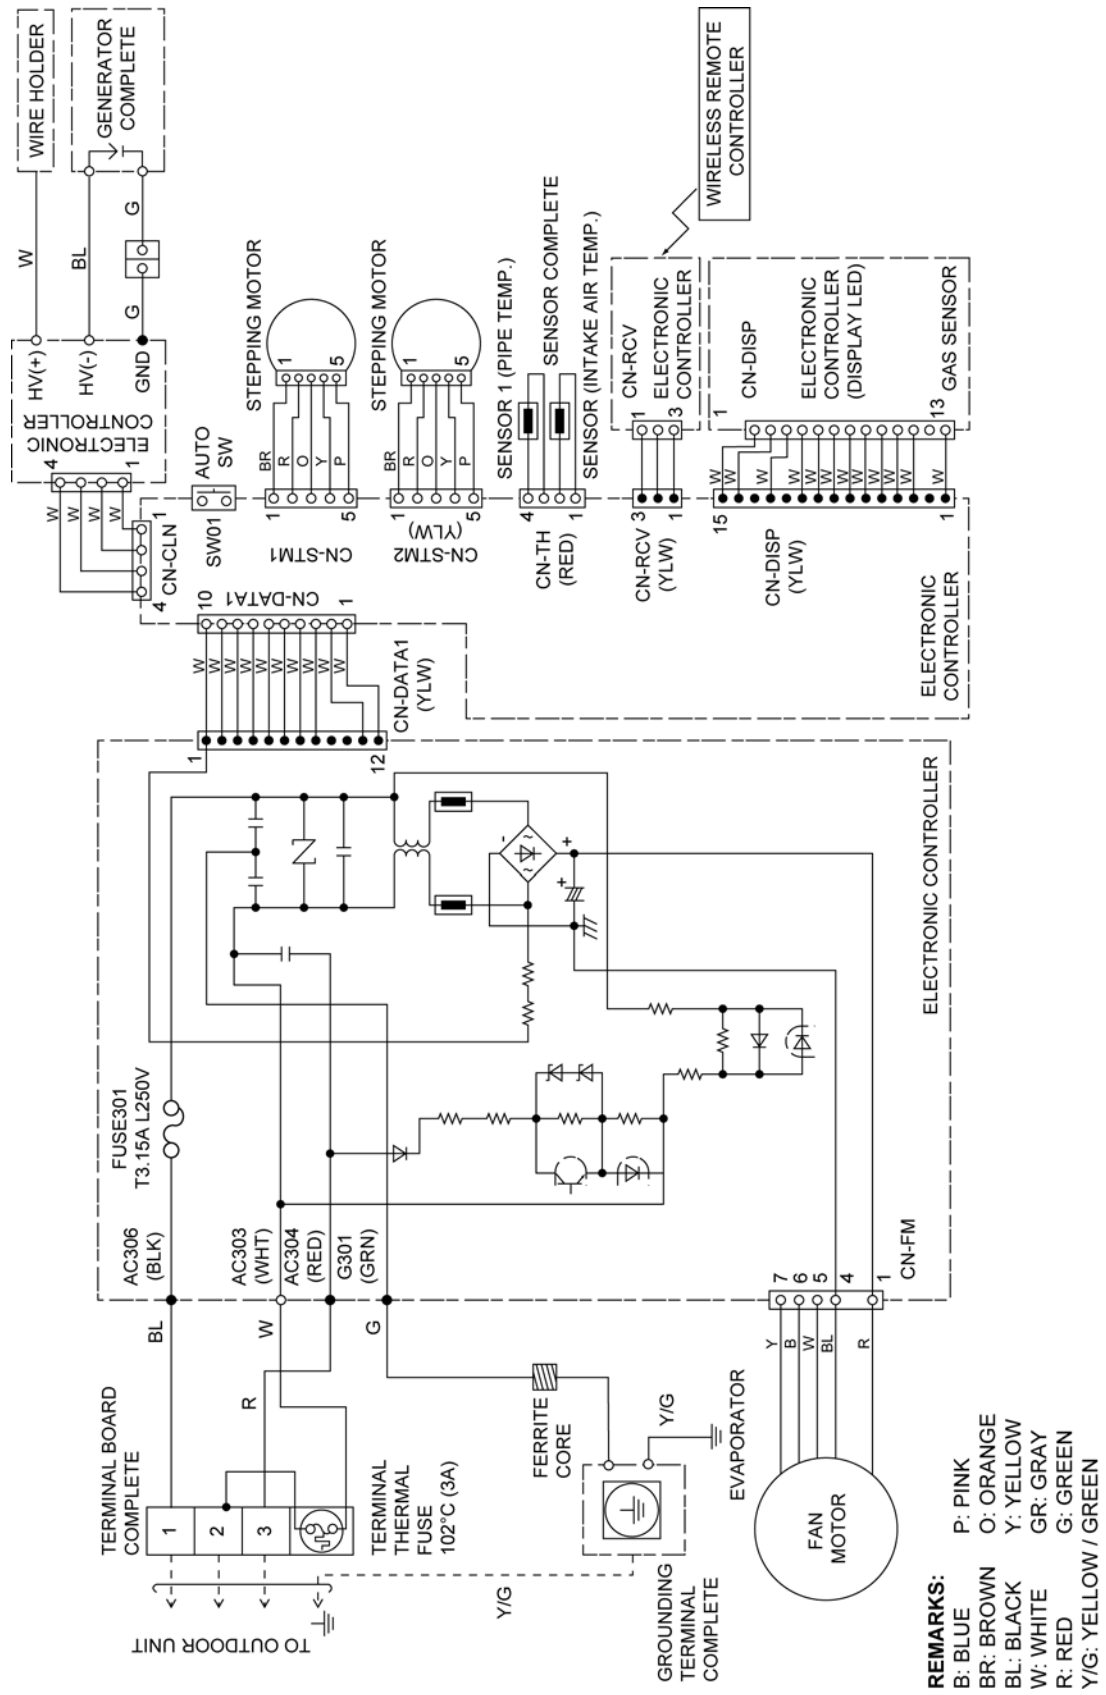 WIRE HOLDER
GENERATOR
COMPLETE
W
BL
G
G
HV(+)
HV(-)
GND
ELECTRONIC
CONTROLLER
4
1
W
W
W
W
CN-CLN
4
1
AUTO
SW
SW01
STEPPING MOTOR
1
5
BR
R
O
Y
P
1
5
CN-STM1
STEPPING MOTOR
1
5
BR
R
O
Y
P
1
5
CN-STM2
(YLW)
SENSOR 1 (PIPE TEMP.)
SENSOR COMPLETE
SENSOR (INTAKE AIR TEMP.)
4
1
CN-TH
(RED)
WIRELESS REMOTE
CONTROLLER
CN-RCV
ELECTRONIC
CONTROLLER
1
3
W
W
W
3
1
CN-RCV
(YLW)
CN-DISP
ELECTRONIC
CONTROLLER
(DISPLAY LED)
GAS SENSOR
1
13
W
W
W
W
W
W
W
W
W
W
W
W
W
15
1
CN-DISP
(YLW)
ELECTRONIC
CONTROLLER
10
1
CN-DATA1
W
W
W
W
W
W
W
W
W
W
CN-DATA1
(YLW)
1
12
ELECTRONIC CONTROLLER
FUSE301
T3.15A L250V
-
~
~
+
+
AC306
(BLK)
AC303
(WHT)
AC304
(RED)
G301
(GRN)
CN-FM
7
6
5
4
1
BL
W
R
G
Y
B
W
BL
R
TERMINAL BOARD
COMPLETE
1
2
3
TERMINAL
THERMAL
FUSE
102°C (3A)
FERRITE
CORE
Y/G
EVAPORATOR
FAN
MOTOR
TO OUTDOOR UNIT
Y/G
GROUNDING
TERMINAL
COMPLETE
REMARKS:
B: BLUE P: PINK
BR: BROWN O: ORANGE
BL: BLACK Y: YELLOW
W: WHITE GR: GRAY
R: RED G: GREEN
Y/G: YELLOW / GREEN